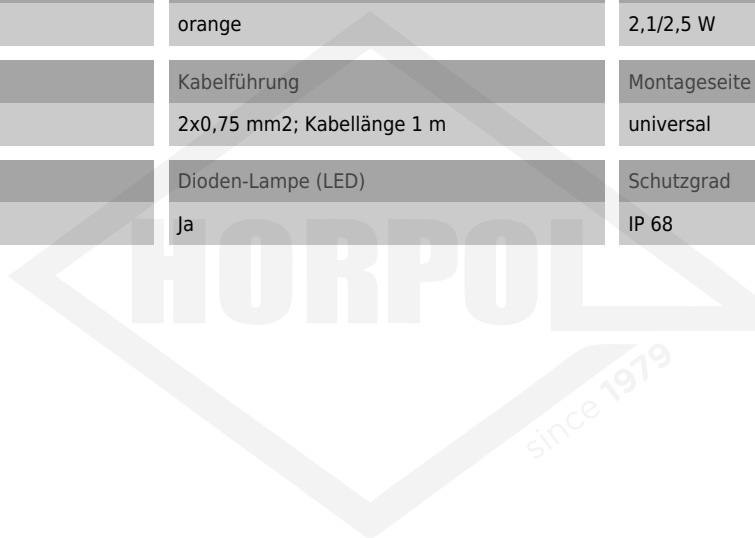 orange 2,1/2,5 W
Kabelführung Montageseite
2x0,75 mm2; Kabellänge 1 m universal
Dioden-Lampe (LED) Schutzgrad
Ja IP 68
HORPOL
since 1979